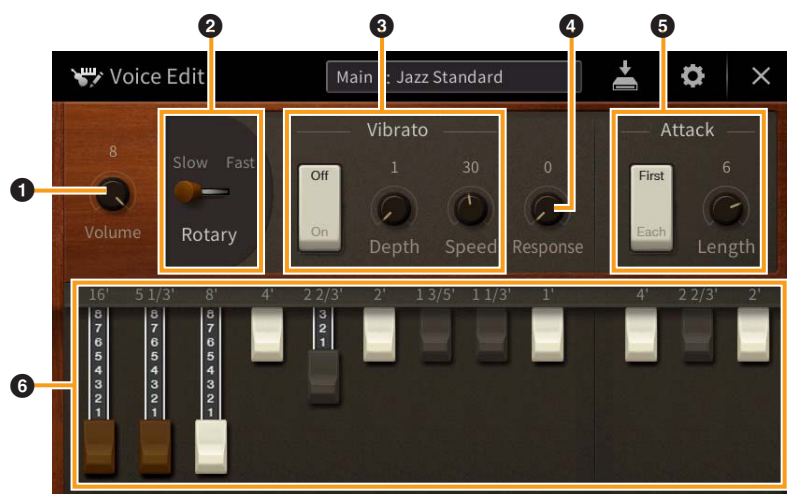 2 3 4 5
Voice Edit Main : Jazz Standard
Vibrato Attack
8 Slow Fast Off 1 30 0 First 6
1
Volume Rotary On Depth Speed Response Each Length
16' 5 1/3' 8' 4' 2 2/3' 2' 1 3/5' 1 1/3' 1' 4' 2 2/3' 2'
8 8 8 3
7 7 7 2
6 6 6 1
5 5 5
6
4 4 4
3 3 3
2 2 2
1 1 1